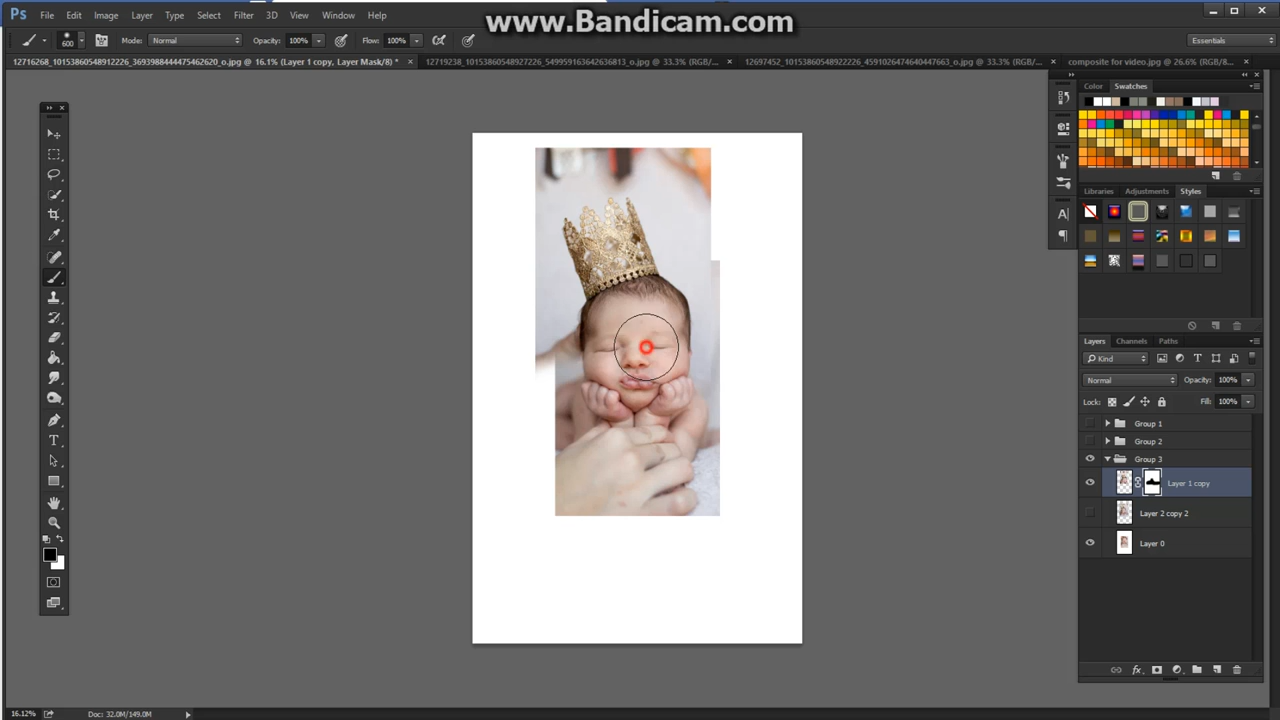 Ps File Edit Image Layer Type Select Filter 3D View Window Help
www.Bandicam.com
600 Mode: Normal Opacity: 100% Flow: 100% Essentials
12716268_10153860548912226_3693988444475462620_o.jpg @ 16.1% (Layer 1 copy, Layer Mask/8) * × 12719238_10153860548927226_549959163642636813_o.jpg @ 33.3% (RGB/... × 12697452_10153860548922226_4591026474640447663_o.jpg @ 33.3% (RGB/... × composite for video.jpg @ 26.6% (RGB/8... ×
Color Swatches
Libraries Adjustments Styles
Layers Channels Paths
Kind
Normal Opacity: 100%
Lock: Fill: 100%
Group 1
Group 2
Group 3
Layer 1 copy
Layer 2 copy 2
Layer 0
fx
16.12% Doc: 32.0M/149.0M